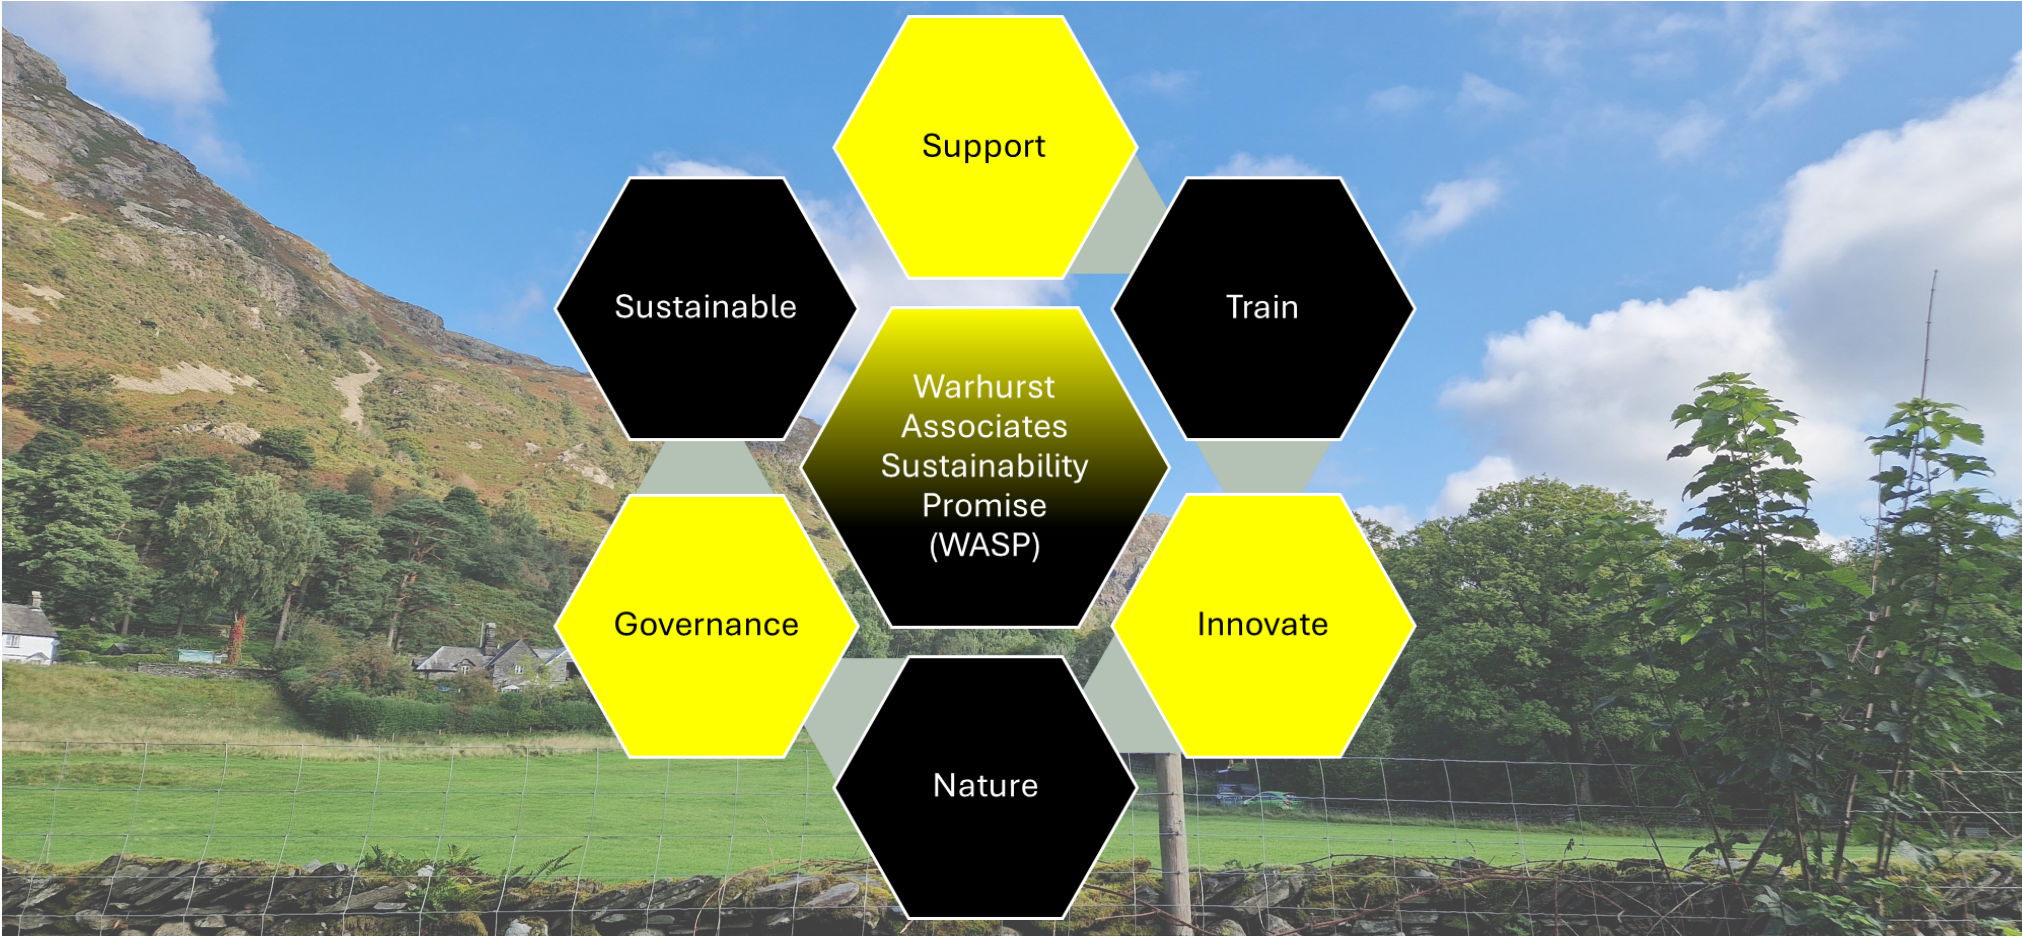 Support
Sustainable
Train
Warhurst
Associates
Sustainability
Promise
(WASP)
Governance
Innovate
Nature